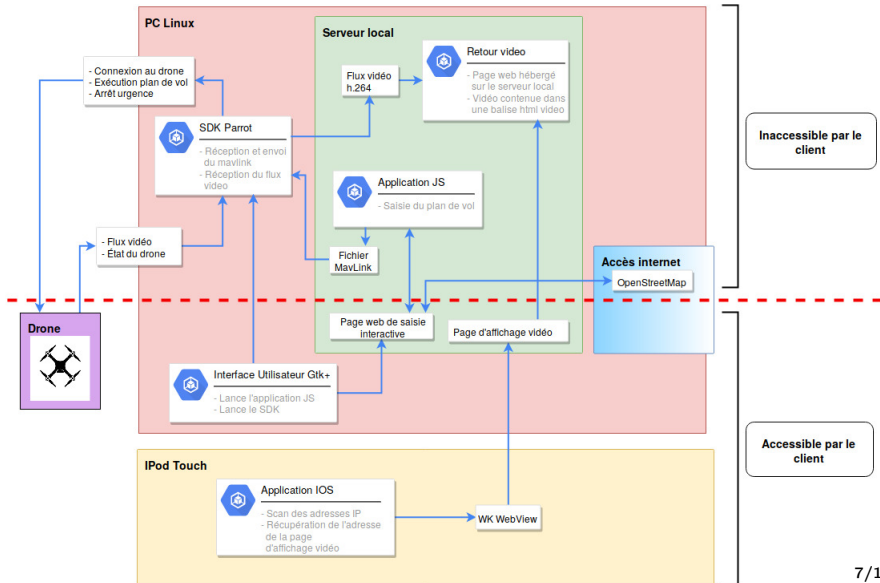 PC Linux
Serveur local
- Connexion au drone
- Exécution plan de vol
- Arrêt urgence
Flux vidéo
h.264
Retour video
- Page web hébergé
sur le serveur local
- Vidéo contenue dans
une balise html video
SDK Parrot
- Réception et envoi
du mavlink
- Réception du flux
video
Inaccessible par le
client
Application JS
- Saisie du plan de vol
- Flux vidéo
- État du drone
Fichier
MavLink
Accès internet
OpenStreetMap
Drone
Page web de saisie
interactive
Page d'affichage vidéo
Interface Utilisateur Gtk+
- Lance l'application JS
- Lance le SDK
Accessible par le
client
IPod Touch
Application IOS
- Scan des adresses IP
- Récupération de l'adresse
de la page
d'affichage vidéo
WK WebView
7/1